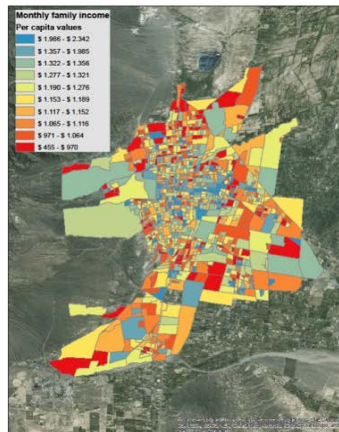 Monthly family income
Per capita values
$ 1.986 - $ 2.342
$ 1.357 - $ 1.985
$ 1.322 - $ 1.356
$ 1.277 - $ 1.321
$ 1.190 - $ 1.276
$ 1.153 - $ 1.189
$ 1.117 - $ 1.152
$ 1.065 - $ 1.116
$ 971 - $ 1.064
$ 455 - $ 970